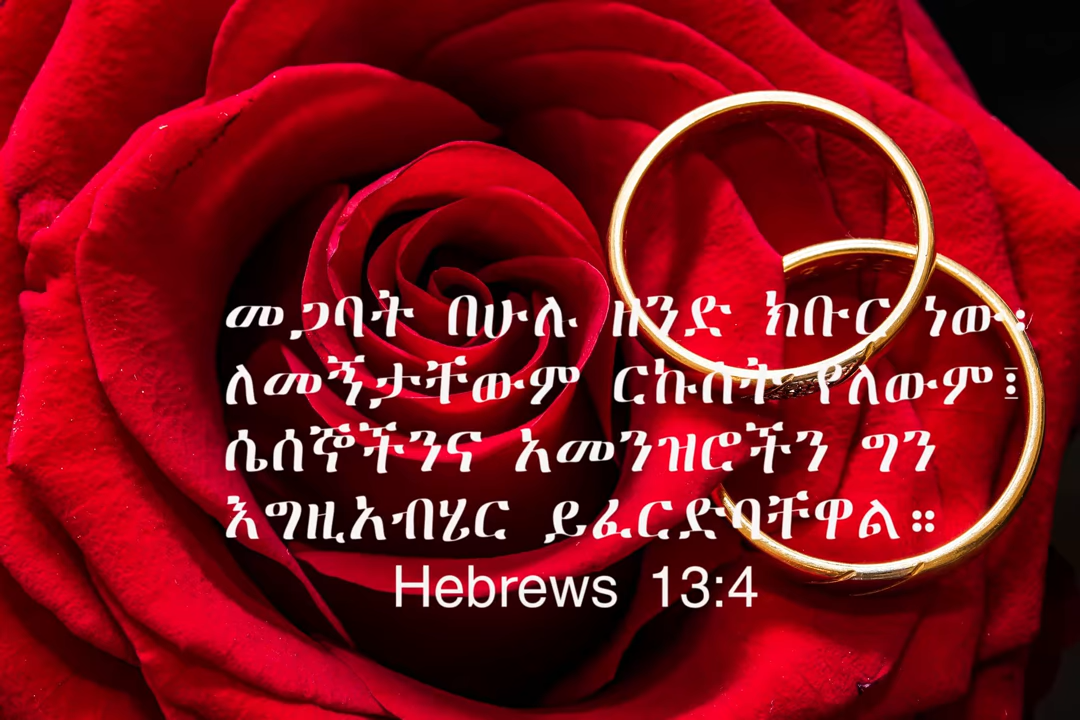 መጋባት በሁሉ ዘንድ ክቡር ነው፥
ለመኝታቸውም ርኩሰት የለውም፤
ሴሰኞችንና አመንዝሮችን ግን
እግዚአብሄር ይፈርድባቸዋል።
Hebrews 13:4